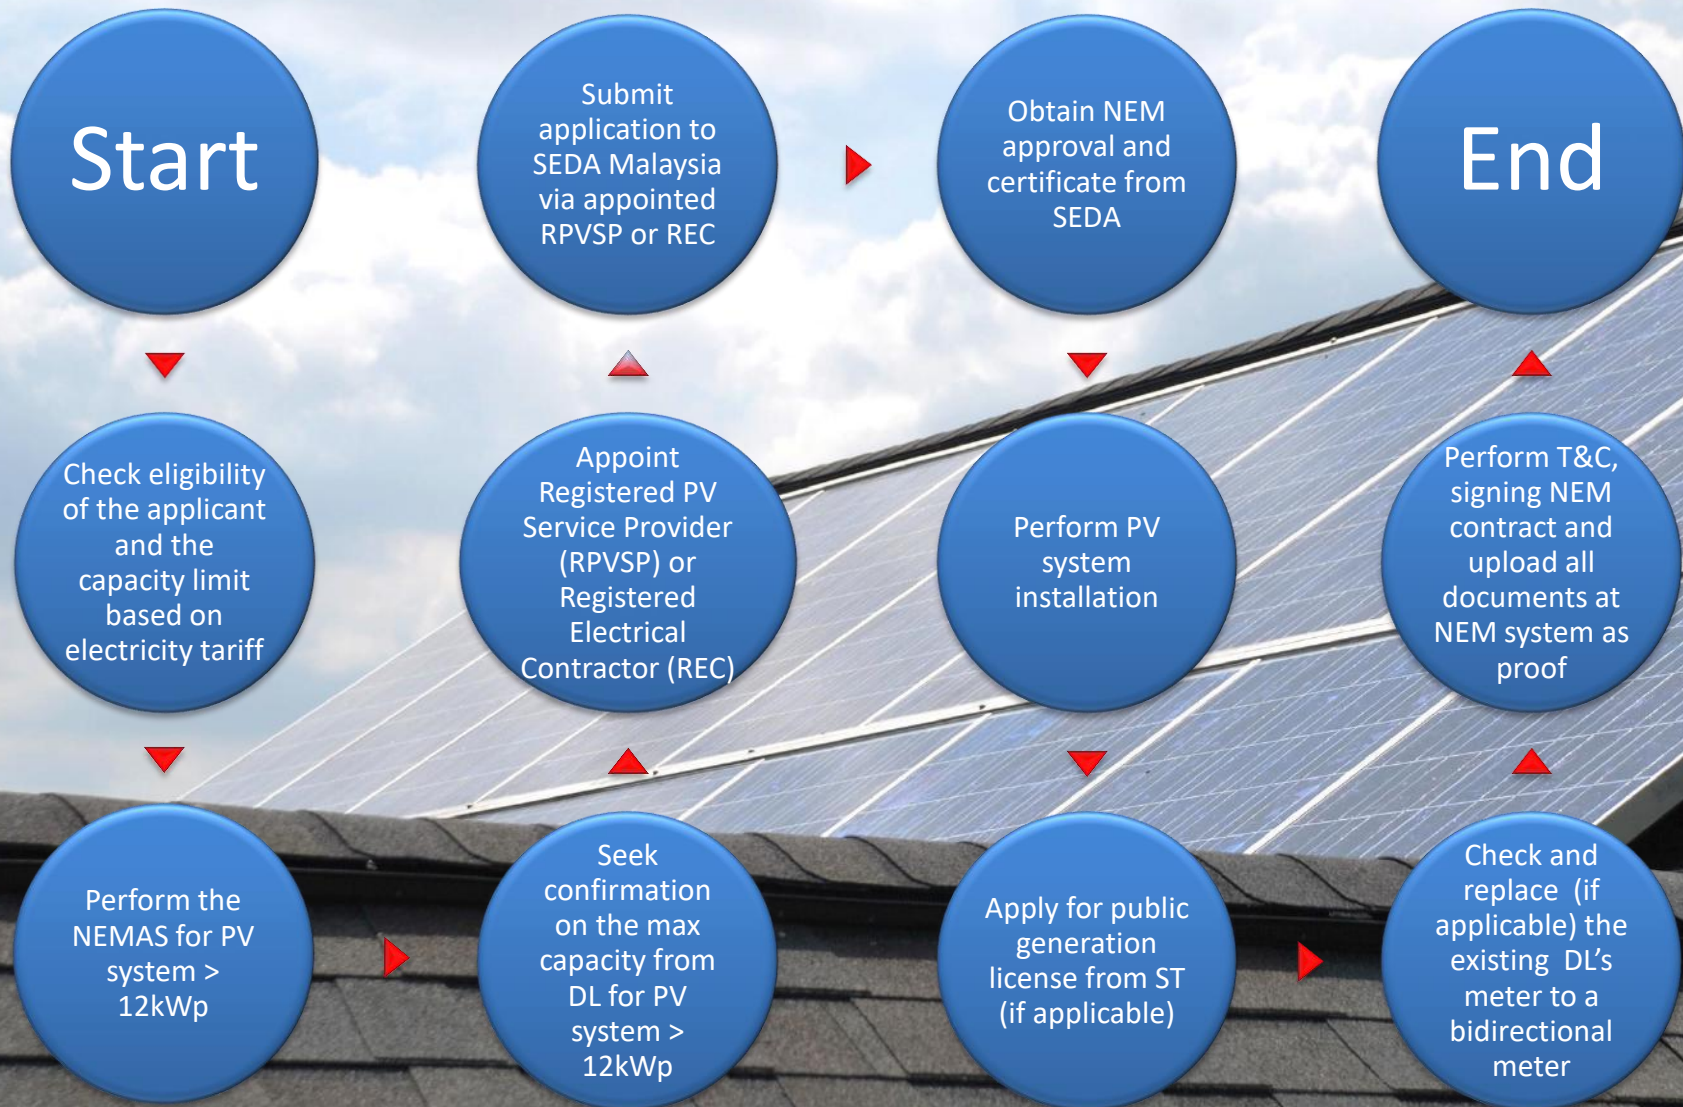 Start
Check eligibility
of the applicant
and the
capacity limit
based on
electricity tariff
Perform the
NEMAS for PV
system >
12kWp
Seek
confirmation
on the max
capacity from
DL for PV
system >
12kWp
Appoint
Registered PV
Service Provider
(RPVSP) or
Registered
Electrical
Contractor (REC)
Submit
application to
SEDA Malaysia
via appointed
RPVSP or REC
Obtain NEM
approval and
certificate from
SEDA
Perform PV
system
installation
Apply for public
generation
license from ST
(if applicable)
Check and
replace (if
applicable) the
existing DL’s
meter to a
bidirectional
meter
Perform T&C,
signing NEM
contract and
upload all
documents at
NEM system as
proof
End